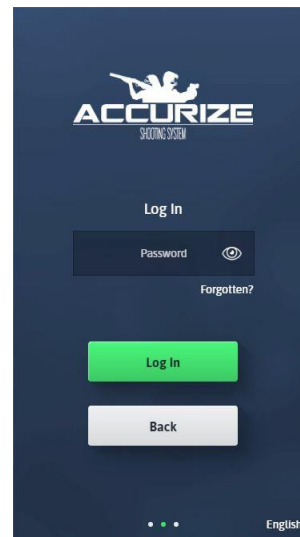 ACCURIZE
SHOOTING SYSTEM
Log In
Password
Forgotten?
Log In
Back
English